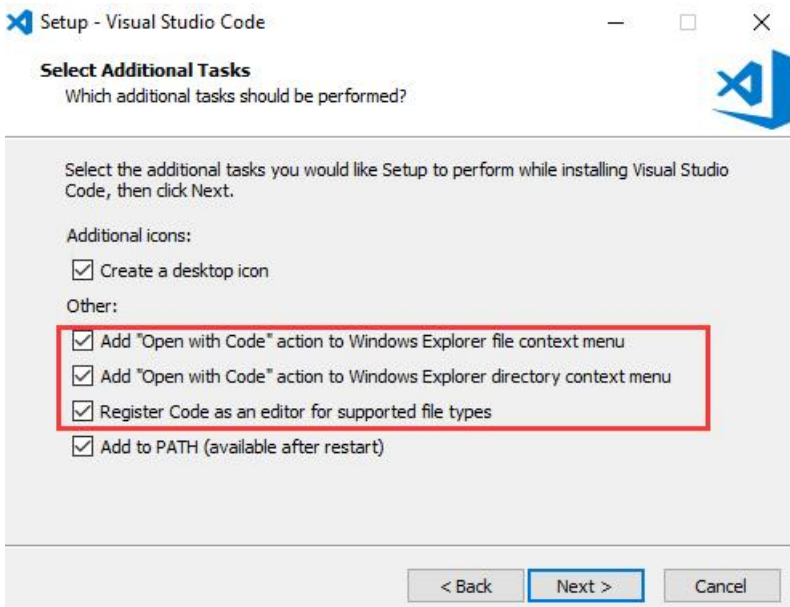 Setup - Visual Studio Code
Select Additional Tasks
Which additional tasks should be performed?
Select the additional tasks you would like Setup to perform while installing Visual Studio
Code, then click Next.
Additional icons:
Create a desktop icon
Other:
Add "Open with Code" action to Windows Explorer file context menu
Add "Open with Code" action to Windows Explorer directory context menu
Register Code as an editor for supported file types
Add to PATH (available after restart)
< Back Next > Cancel